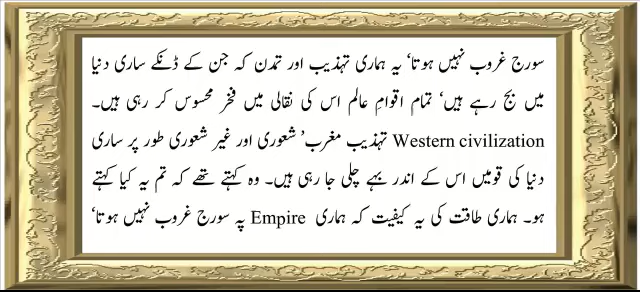 سورج غروب نہیں ہوتا‘ یہ ہماری تہذیب اور تمدن کہ جن کے ڈنکے ساری دنیا
میں بج رہے ہیں‘ تمام اقوامِ عالم اس کی نقالی میں فخر محسوس کر رہی ہیں۔
Western civilization تہذیب مغرب’ شعوری اور غیر شعوری طور پر ساری
دنیا کی قومیں اس کے اندر بہے چلی جا رہی ہیں۔ وہ کہتے تھے کہ تم یہ کیا کہتے
ہو۔ ہماری طاقت کی یہ کیفیت کہ ہماری Empire پہ سورج غروب نہیں ہوتا‘